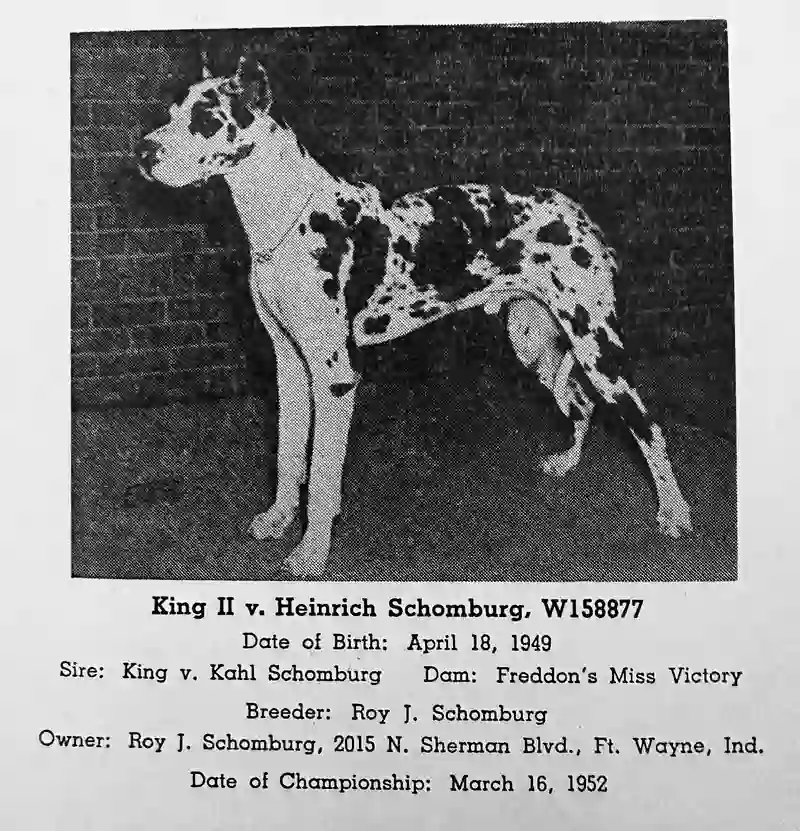 King II v. Heinrich Schomburg, W158877
Date of Birth: April 18, 1949
Sire: King v. Kahl Schomburg Dam: Freddon's Miss Victory
Breeder: Roy J. Schomburg
Owner: Roy J. Schomburg, 2015 N. Sherman Blvd., Ft. Wayne, Ind.
Date of Championship: March 16, 1952